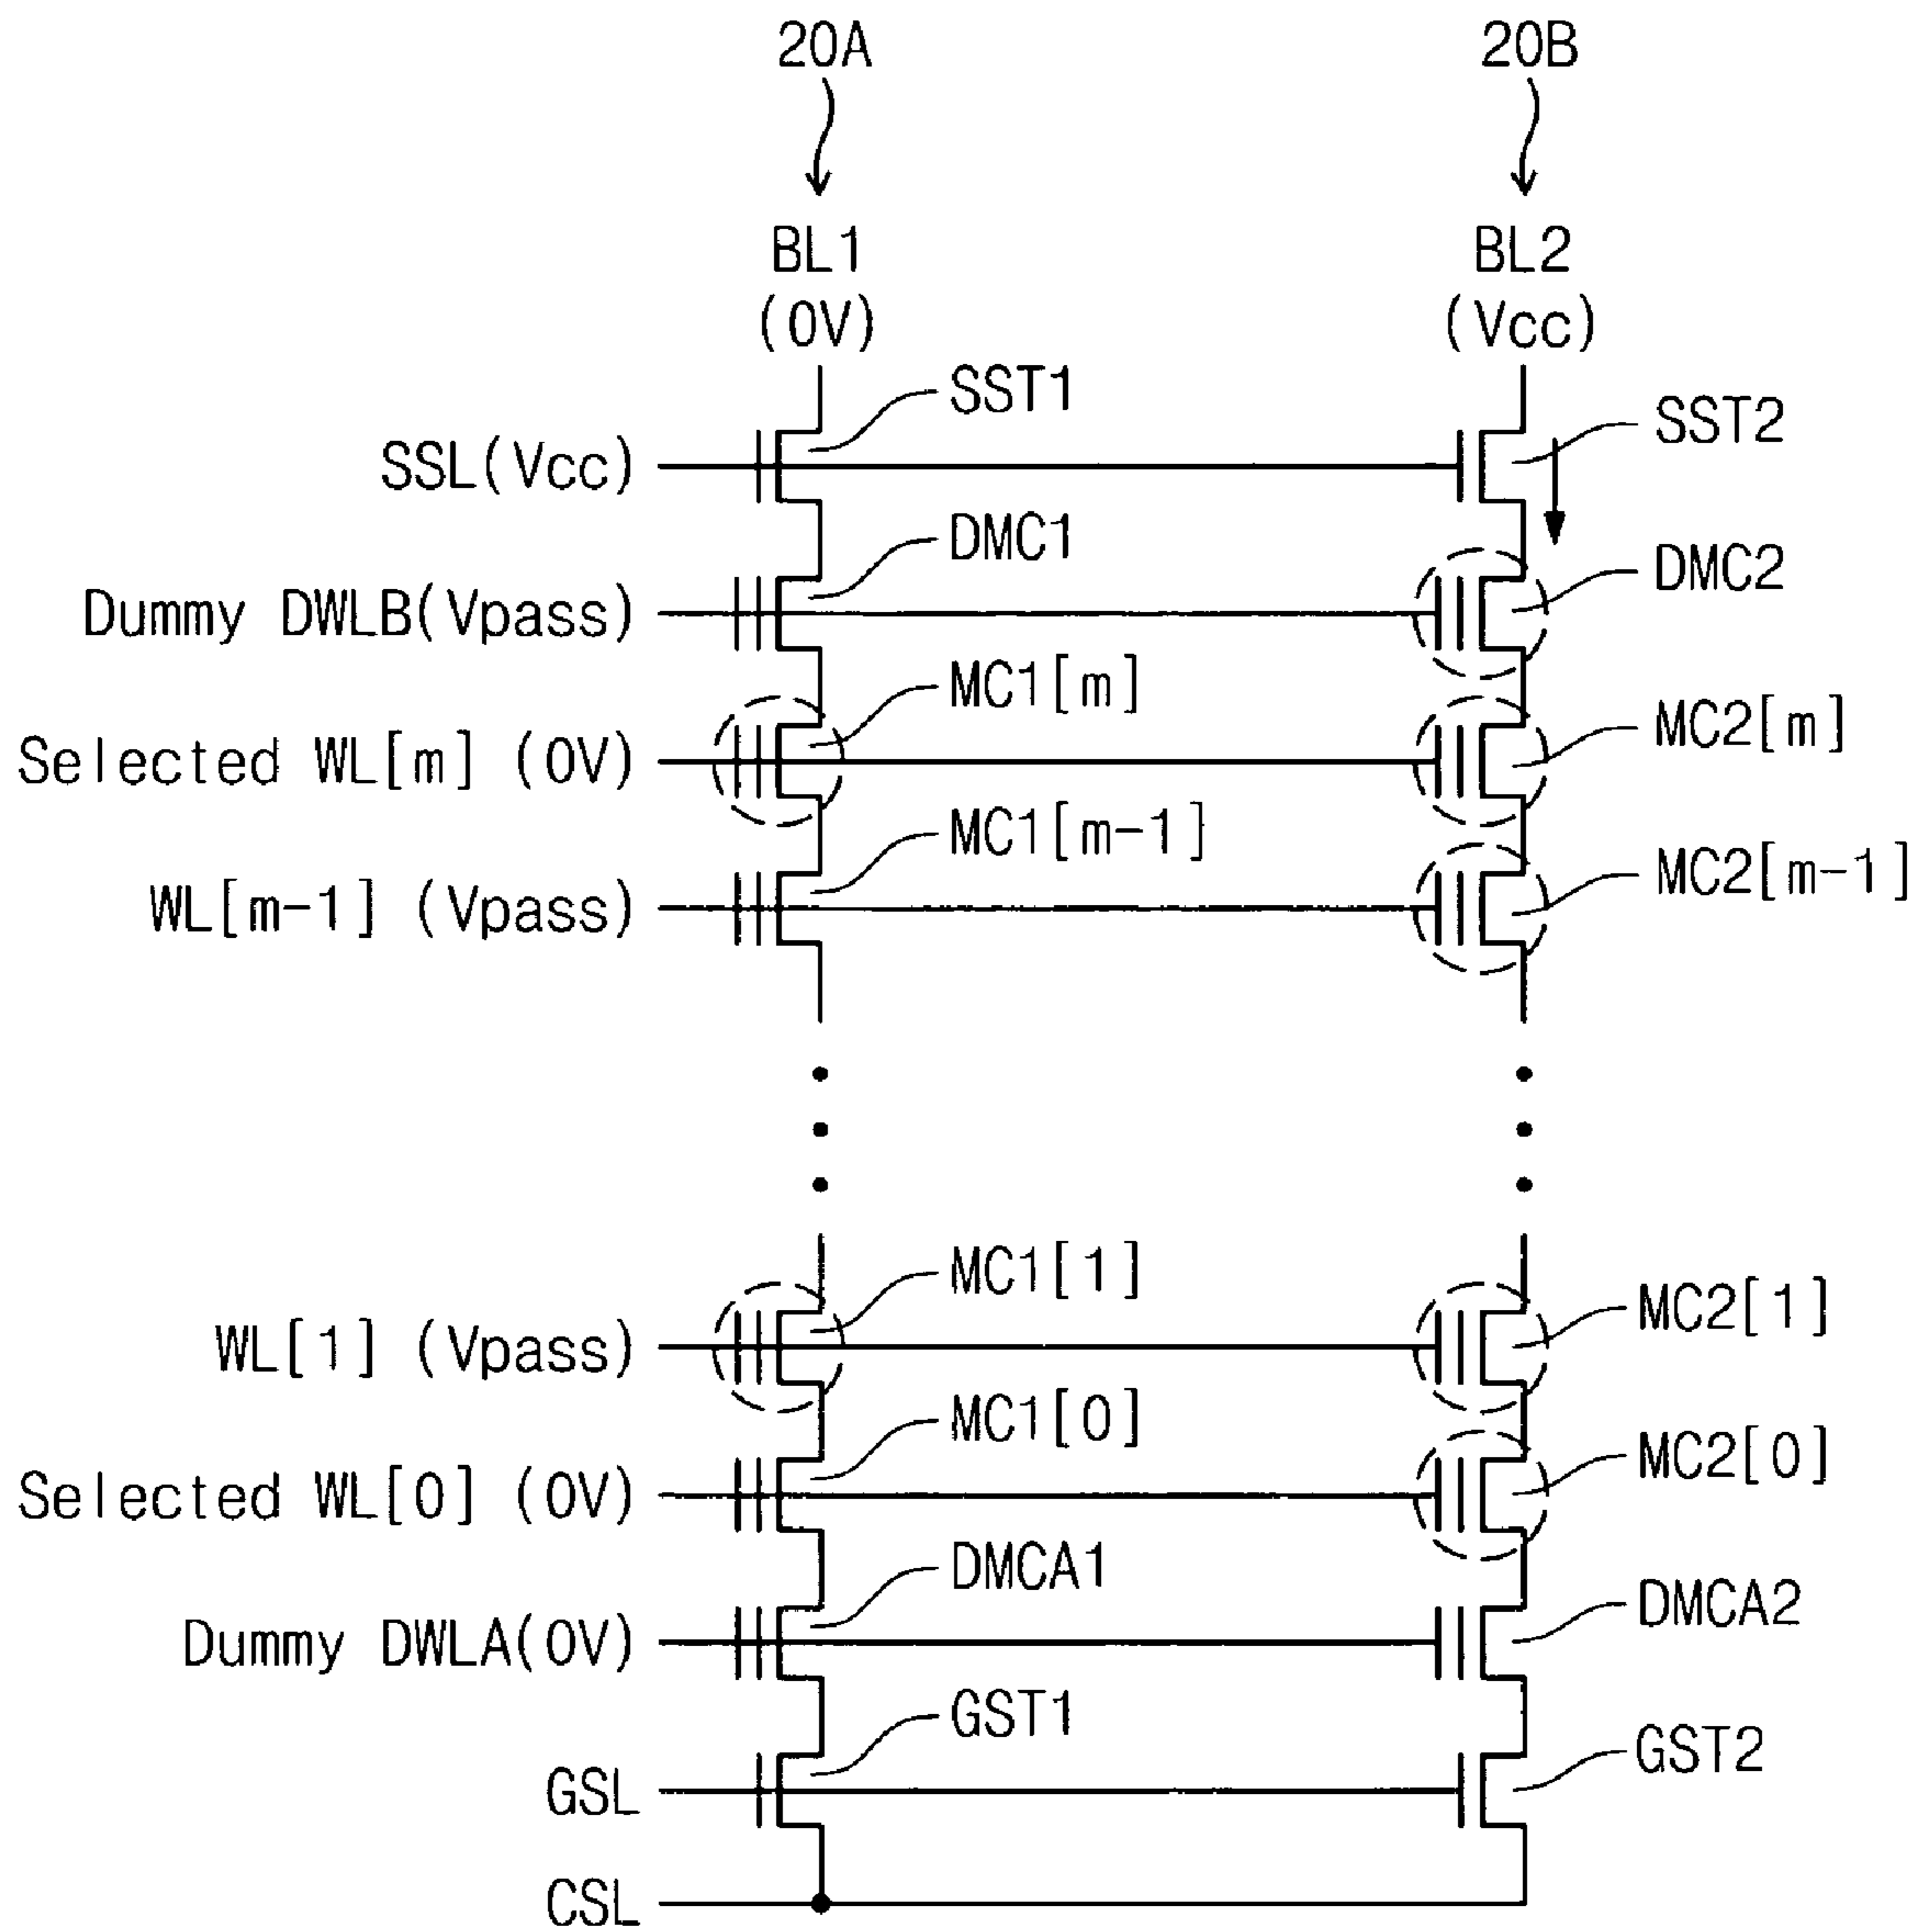 20A 20B
BL1 BL2
(0V) (Vcc)
SST1
SSL(Vcc) SST2
DMC1
Dummy DWLB(Vpass) DMC2
MC1[m]
Selected WL[m] (0V) MC2[m]
MC1[m-1]
WL[m-1] (Vpass) MC2[m-1]
MC1[1]
WL[1] (Vpass) MC2[1]
MC1[0]
Selected WL[0] (0V) MC2[0]
DMCA1
Dummy DWLA(0V) DMCA2
GST1
GSL GST2
CSL